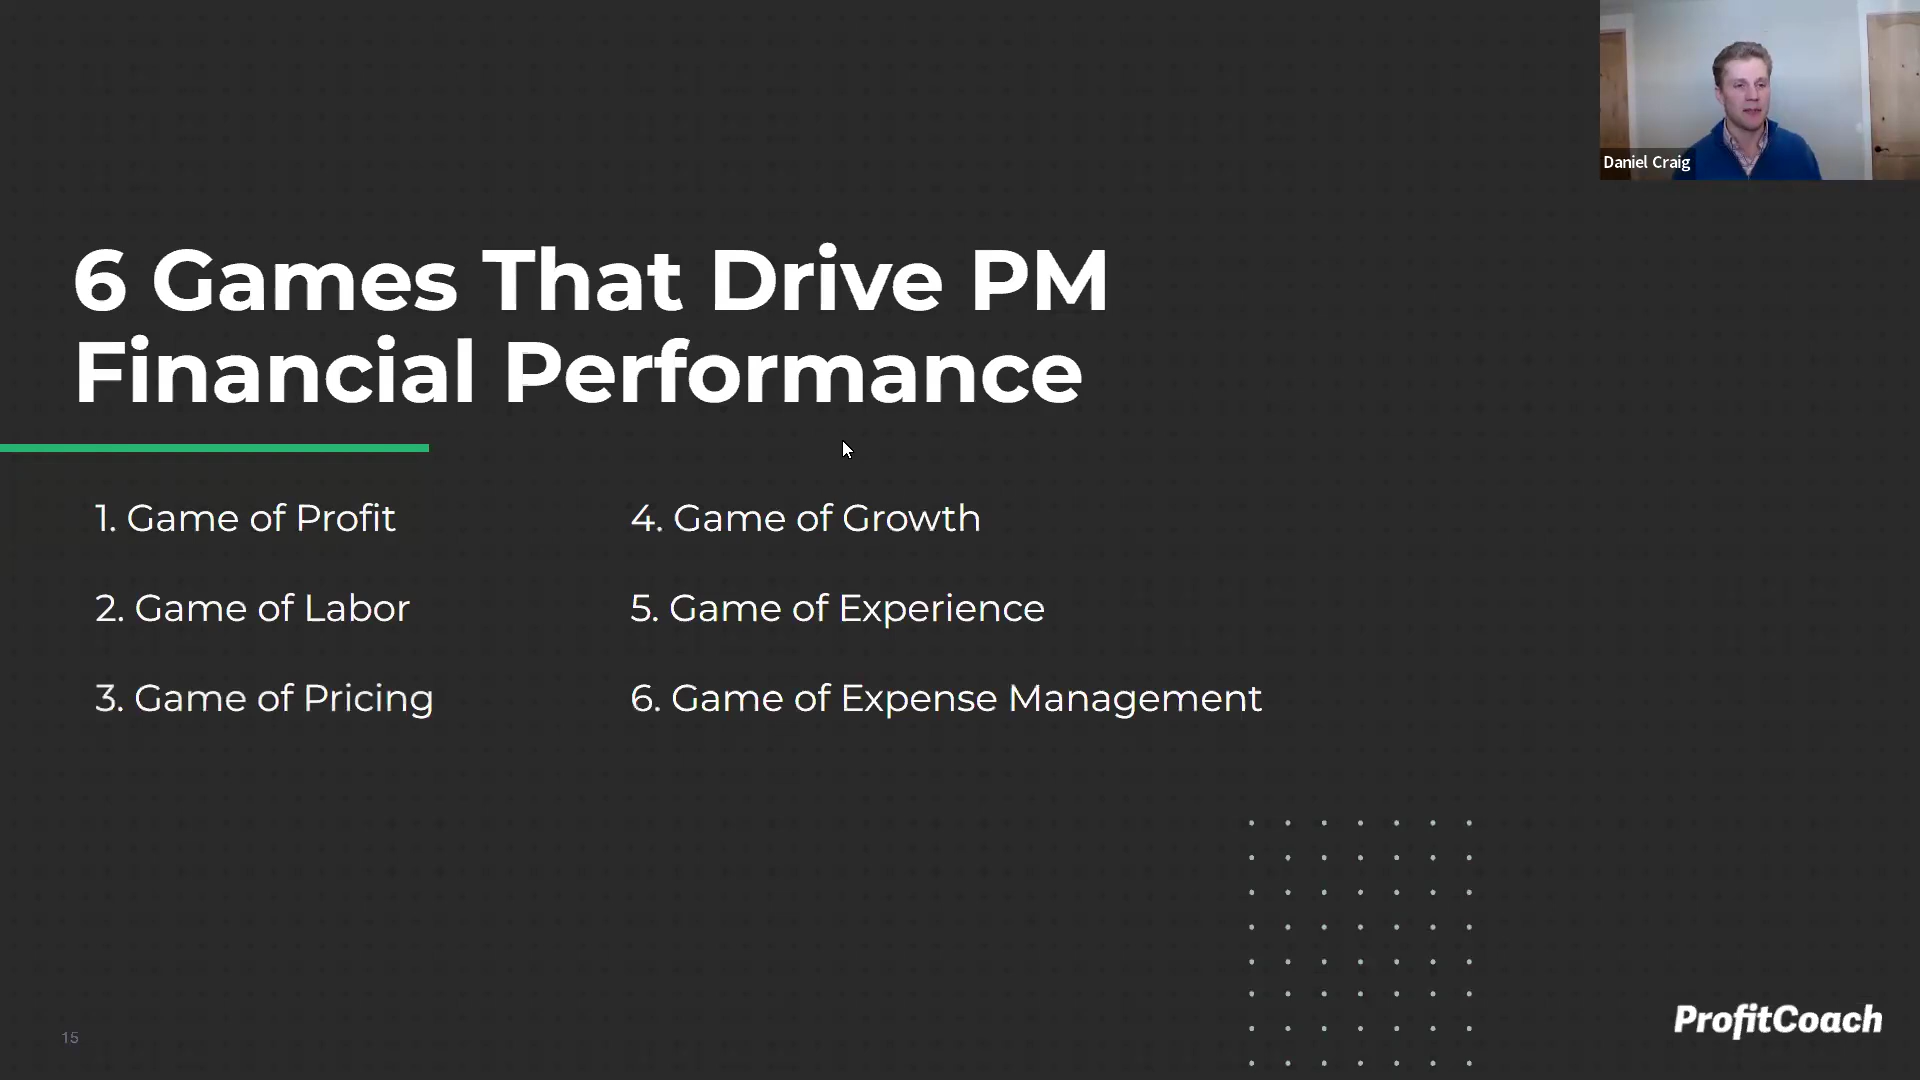 Daniel Craig
6 Games That Drive PM
Financial Performance
1. Game of Profit
2. Game of Labor
3. Game of Pricing
4. Game of Growth
5. Game of Experience
6. Game of Expense Management
15
ProfitCoach